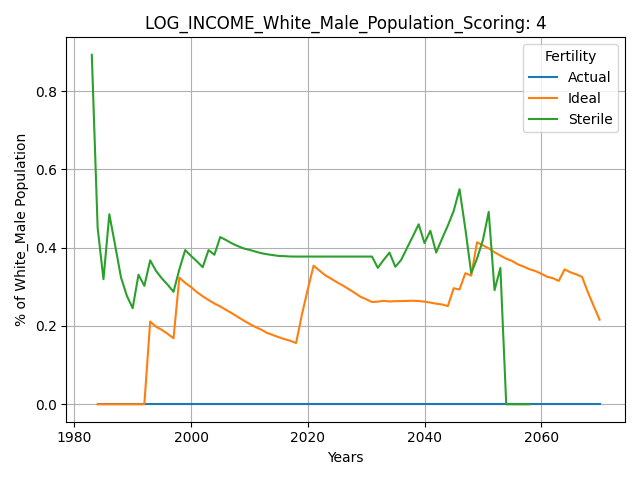 LOG_INCOME_White_Male_Population_Scoring: 4
Fertility
Actual
Ideal
Sterile
% of White_Male Population
0.8
0.6
0.4
0.2
0.0
1980 2000 2020 2040 2060
Years